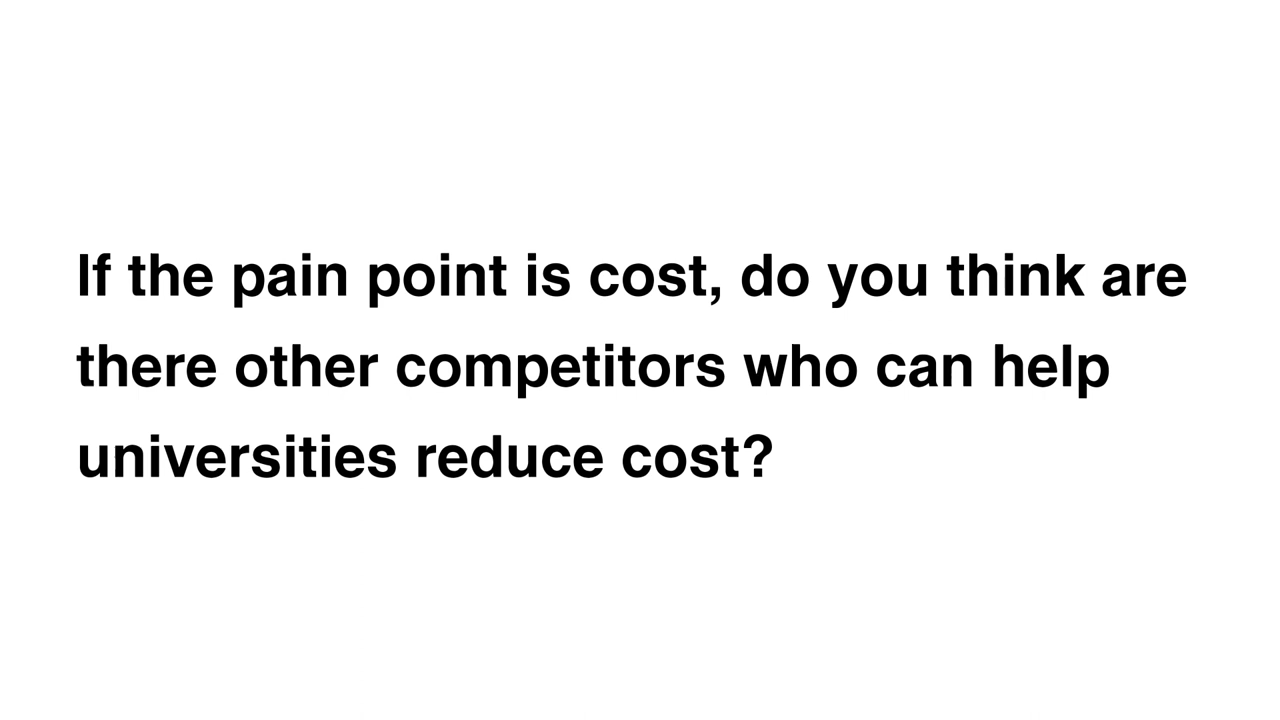 If the pain point is cost, do you think are
there other competitors who can help
universities reduce cost?